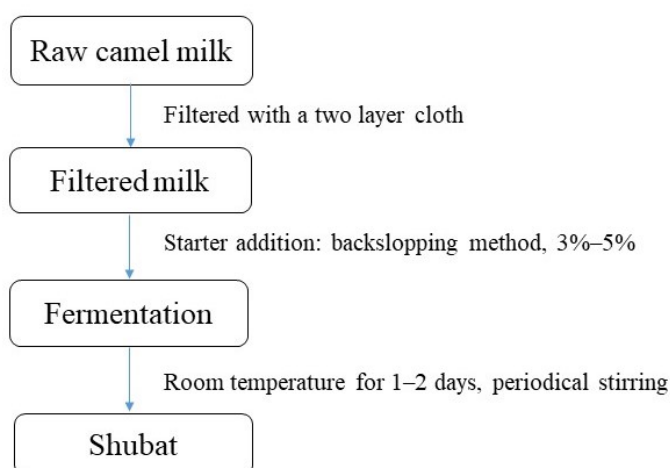 Raw camel milk
Filtered with a two layer cloth
Filtered milk
Starter addition: backslopping method, 3%–5%
Fermentation
Room temperature for 1–2 days, periodical stirring
Shubat